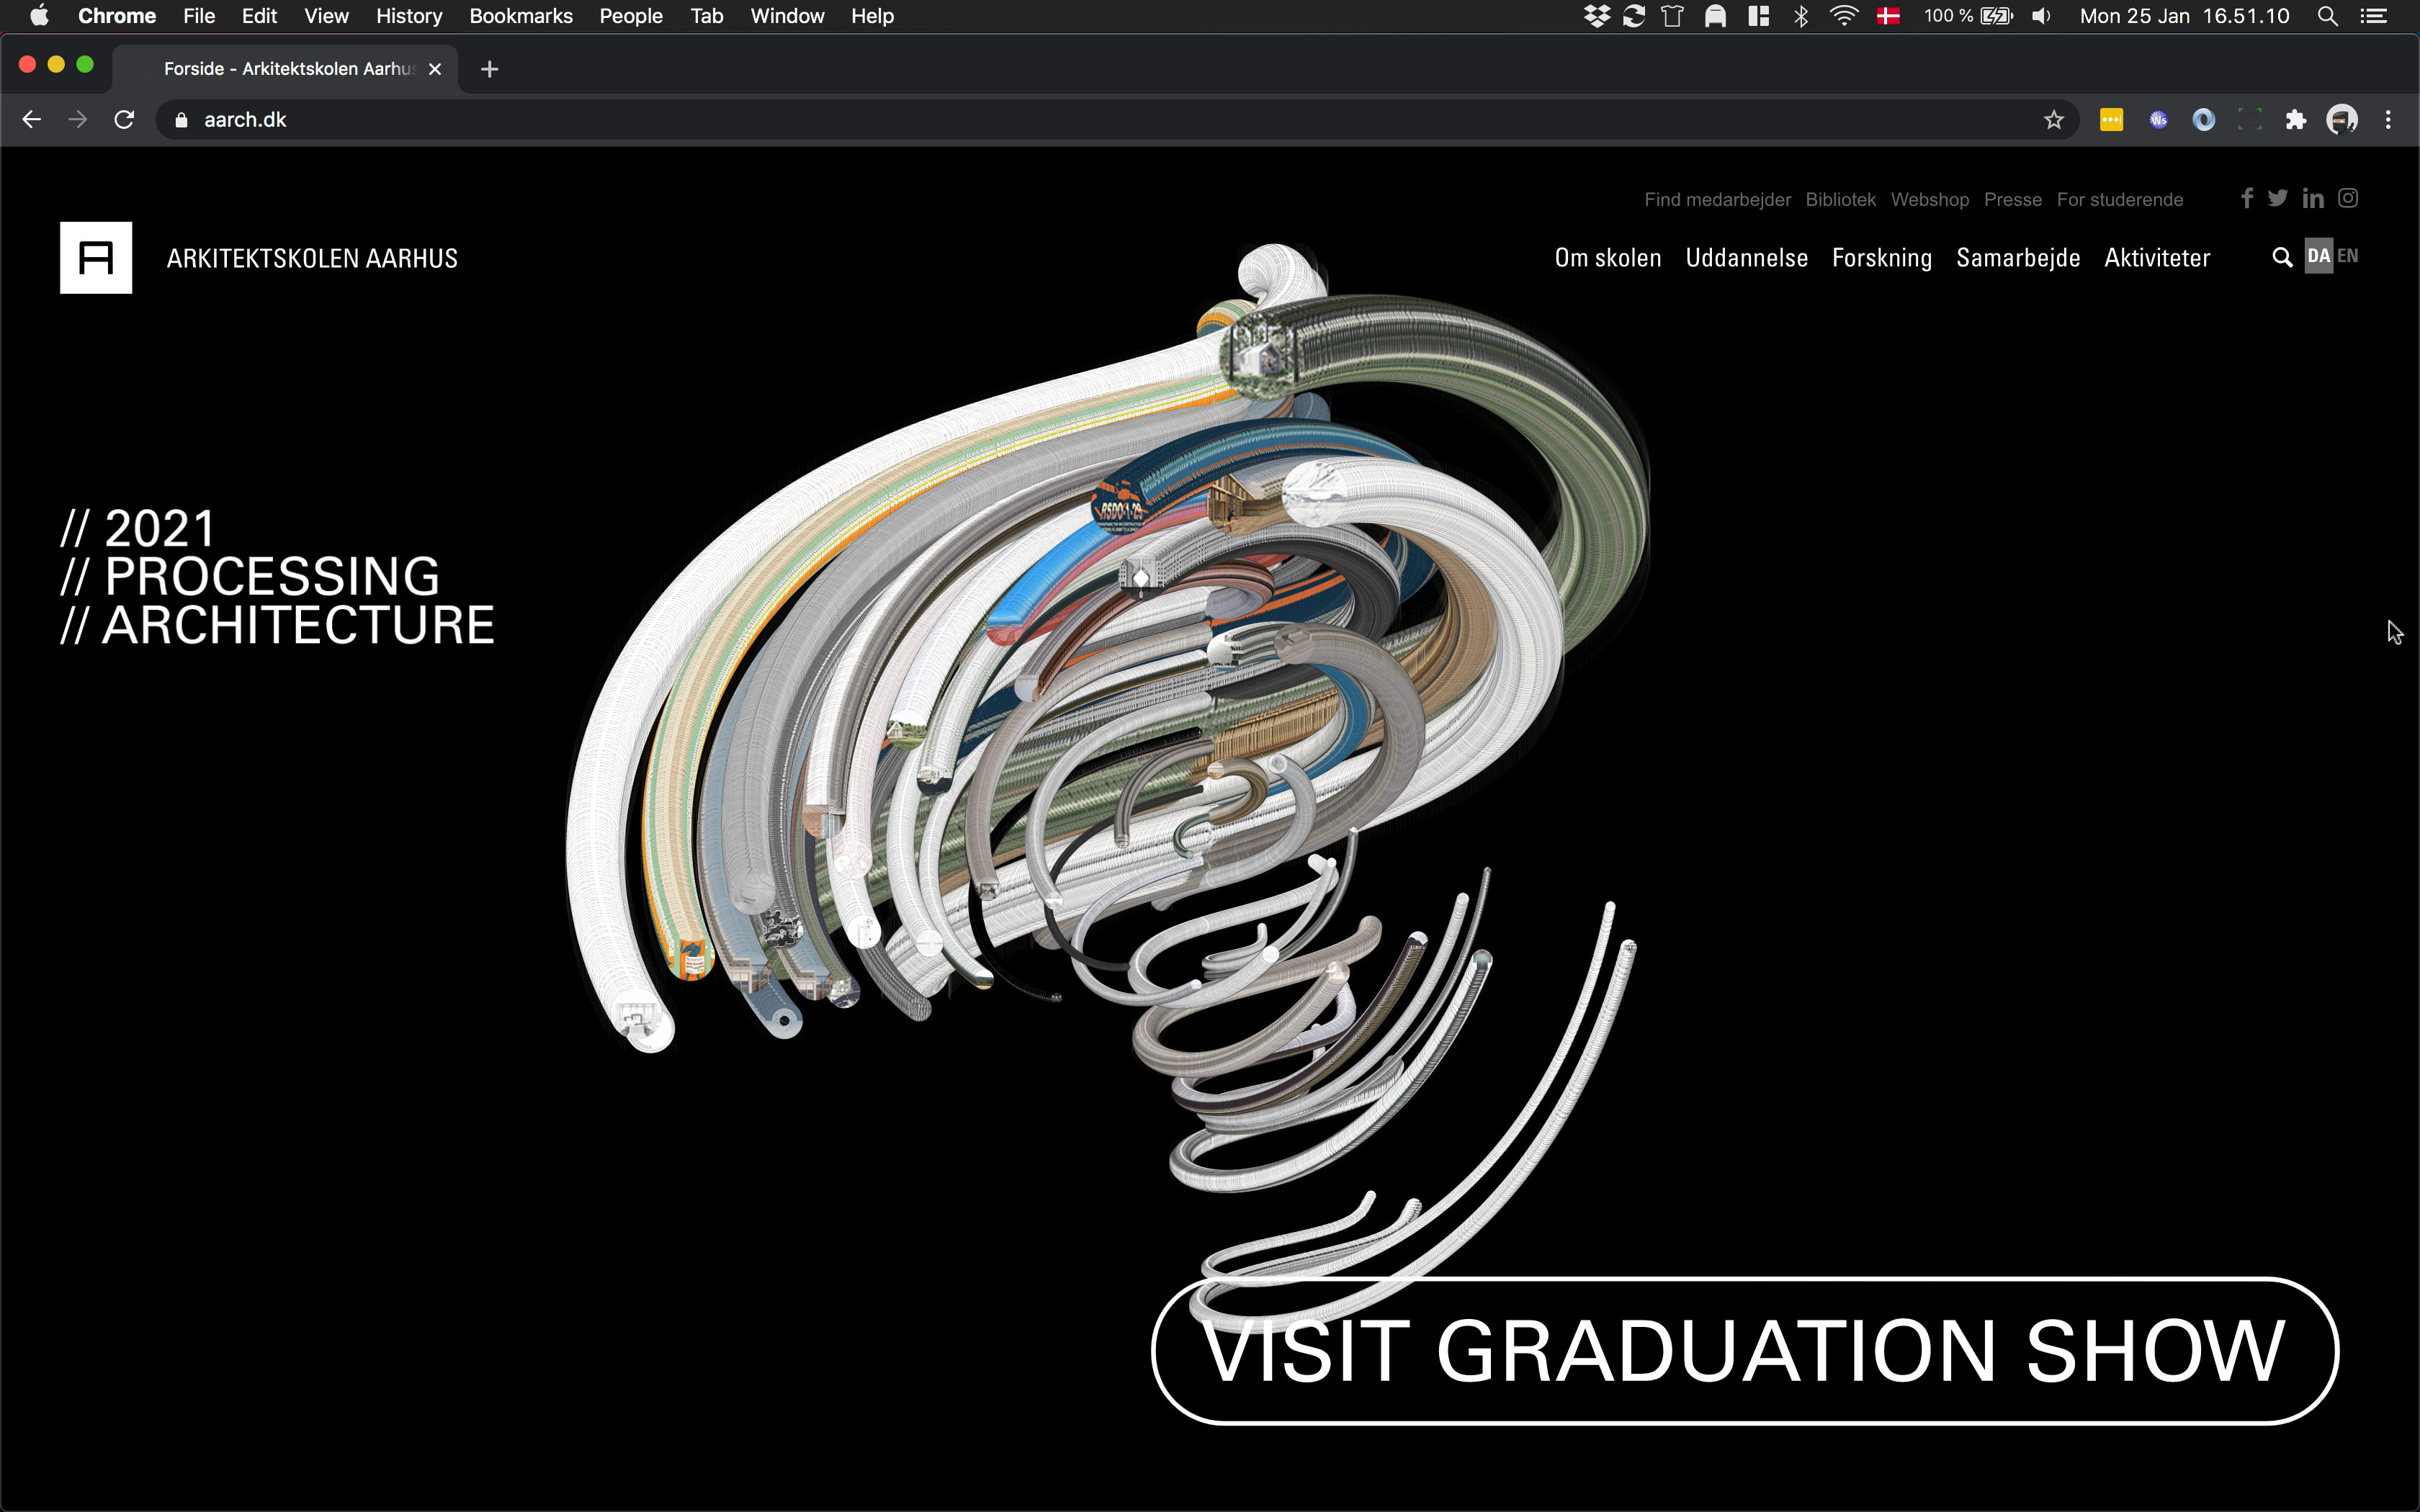 Chrome File Edit View History Bookmarks People Tab Window Help 100 % Mon 25 Jan 16.51.10
Forside - Arkitektskolen Aarhus
aarch.dk
Ws
Find medarbejder Bibliotek Webshop Presse For studerende
ARKITEKTSKOLEN AARHUS
Om skolen Uddannelse Forskning Samarbejde Aktiviteter DA EN
// 2021
// PROCESSING
// ARCHITECTURE
VISIT GRADUATION SHOW